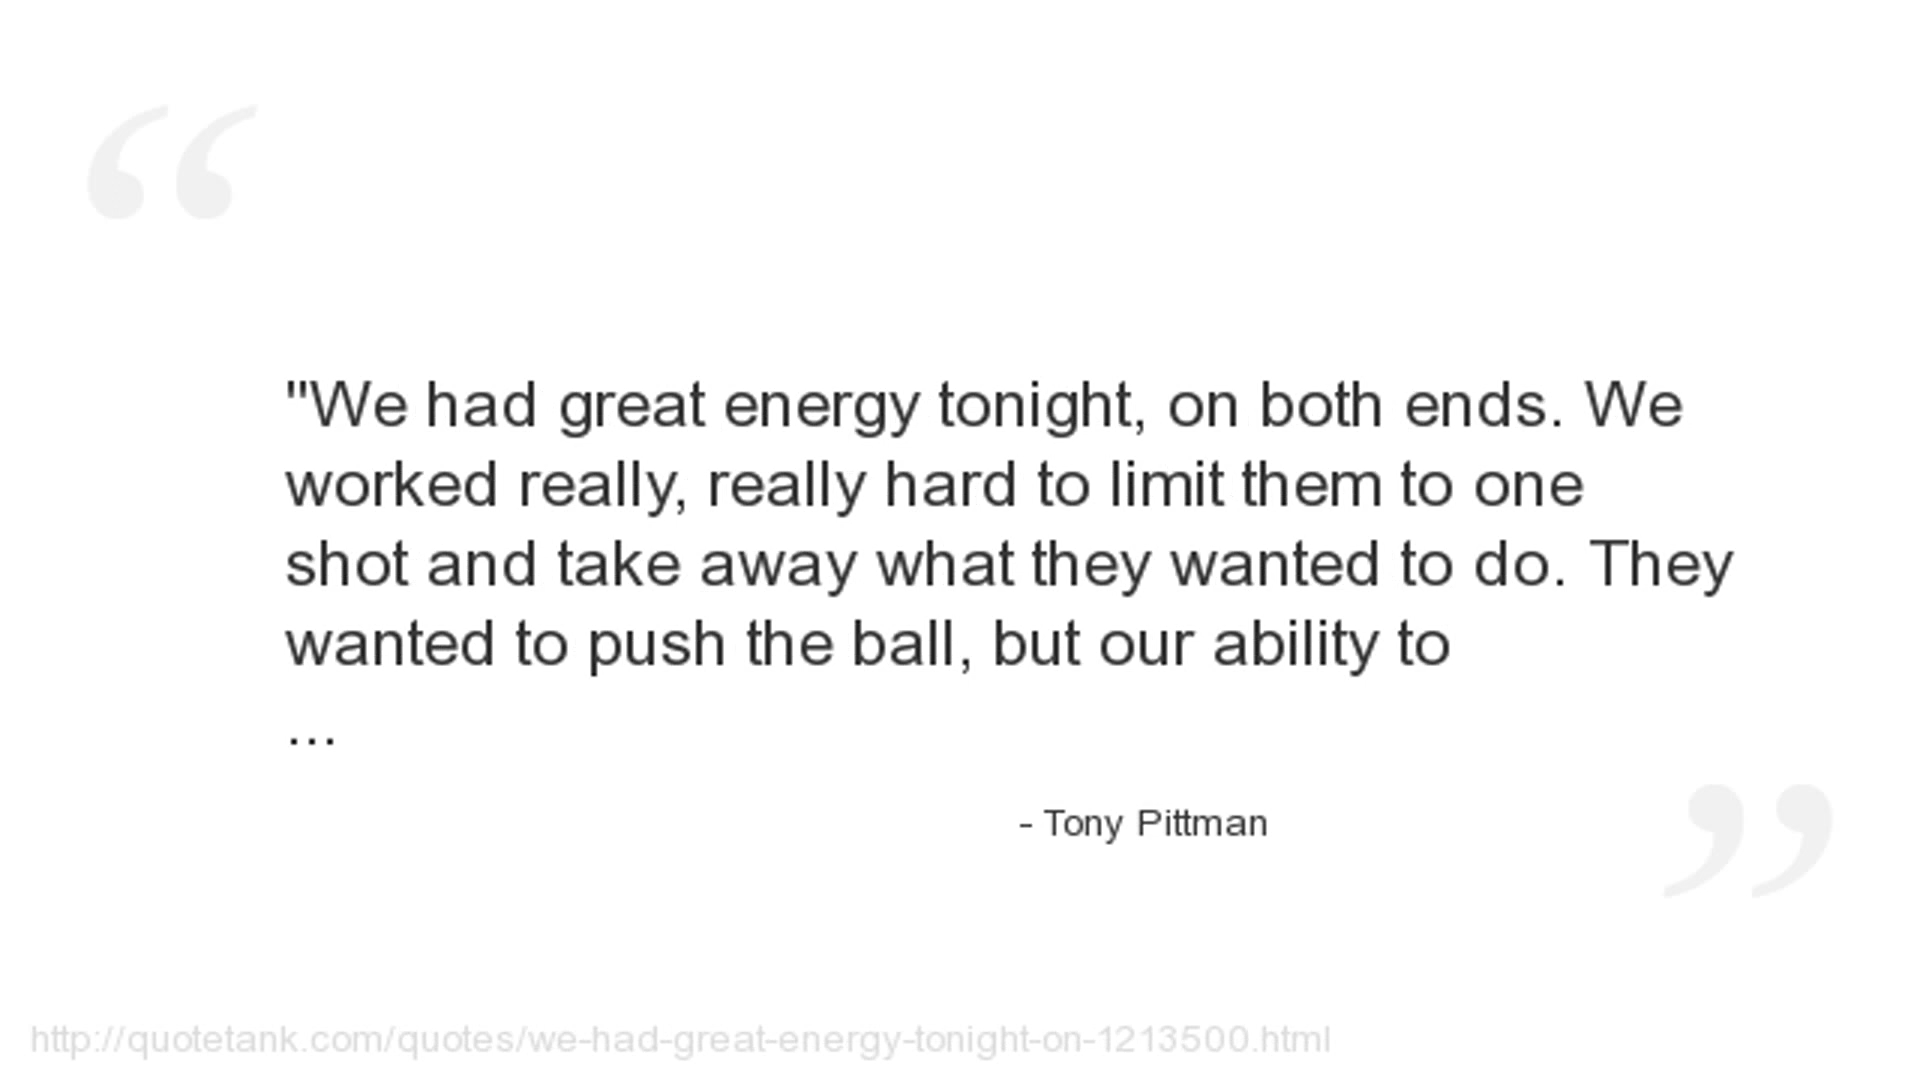 "We had great energy tonight, on both ends. We
worked really, really hard to limit them to one
shot and take away what they wanted to do. They
wanted to push the ball, but our ability to
...
- Tony Pittman
http://quotetank.com/quotes/we-had-great-energy-tonight-on-1213500.html